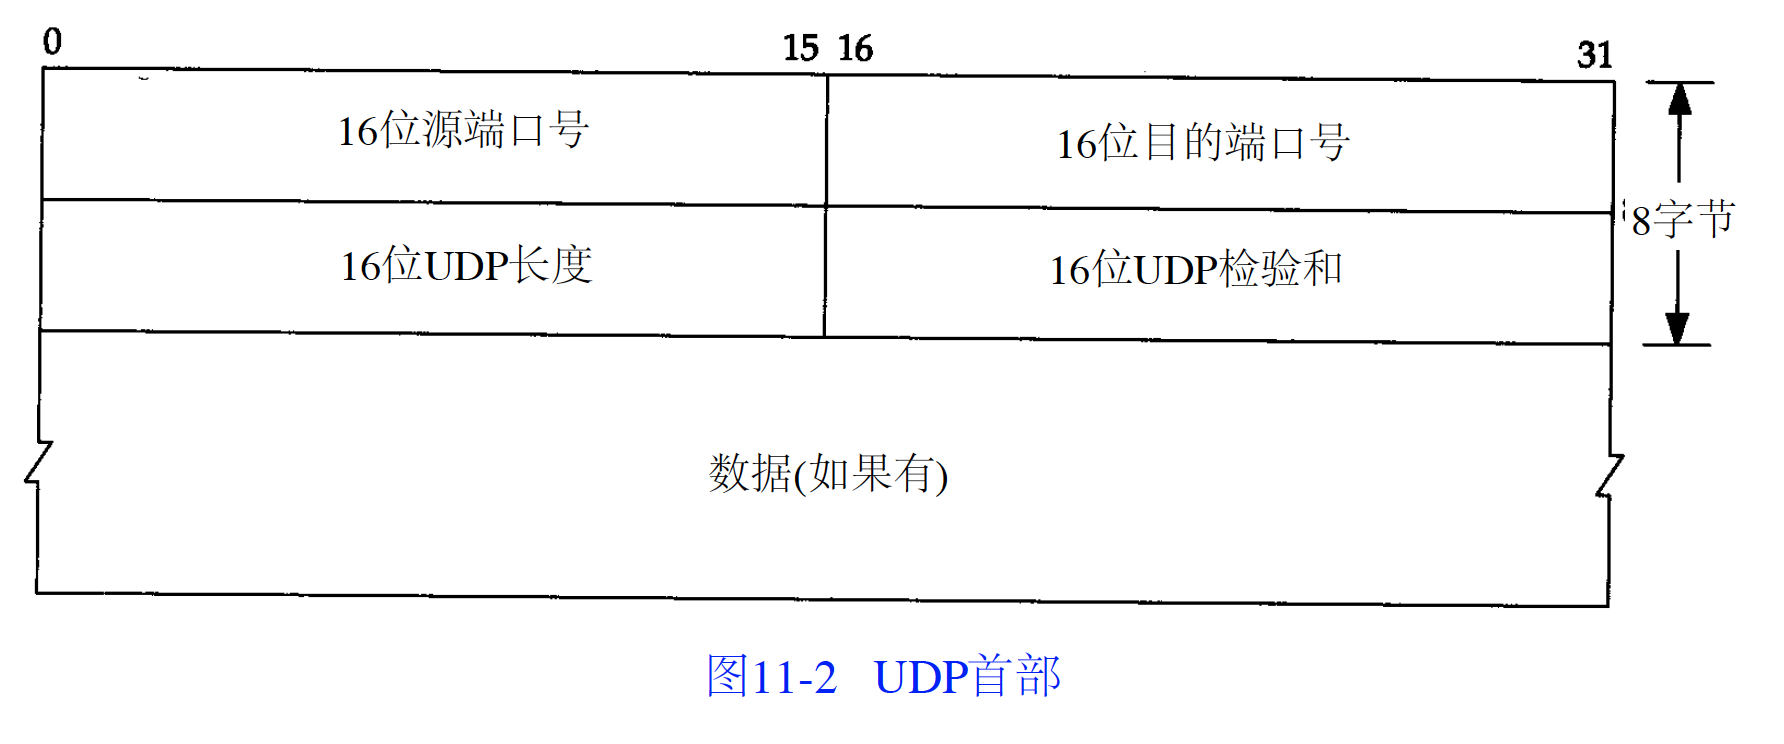 0 15 16 31
16位源端口号 16位目的端口号
8字节
16位UDP长度 16位UDP检验和
数据(如果有)
图11-2 UDP首部